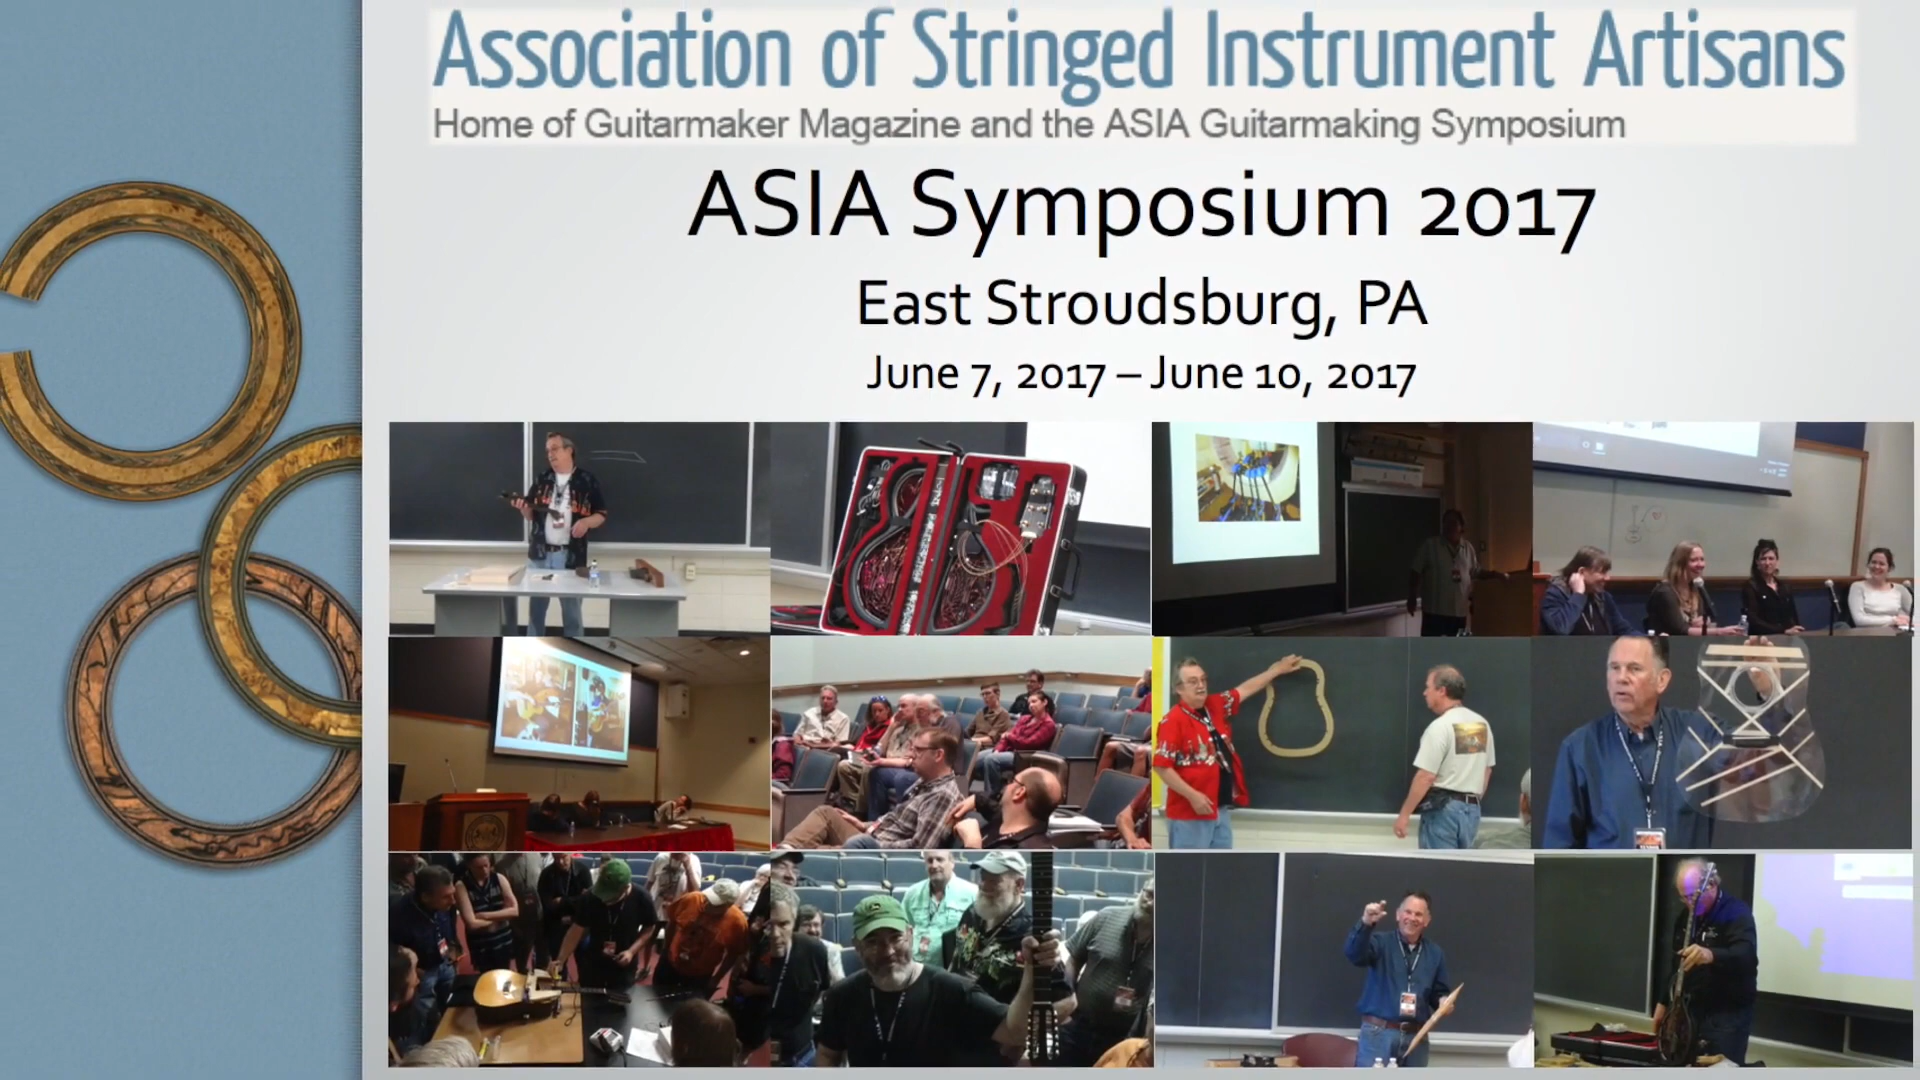 Association of Stringed Instrument Artisans
Home of Guitarmaker Magazine and the ASIA Guitarmaking Symposium
ASIA Symposium 2017
East Stroudsburg, PA
June 7, 2017 – June 10, 2017